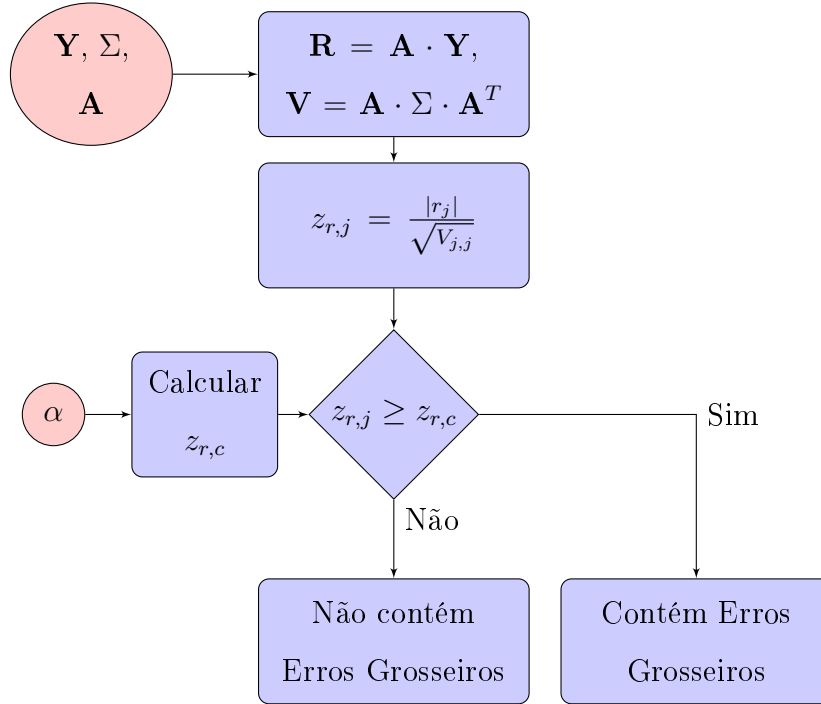 Y, Σ,
A
R = A · Y,
V = A · Σ · A^T
z_{r,j} = |r_j| / √V_{j,j}
α
Calcular
z_{r,c}
z_{r,j} ≥ z_{r,c}
Sim
Não
Não contém
Erros Grosseiros
Contém Erros
Grosseiros